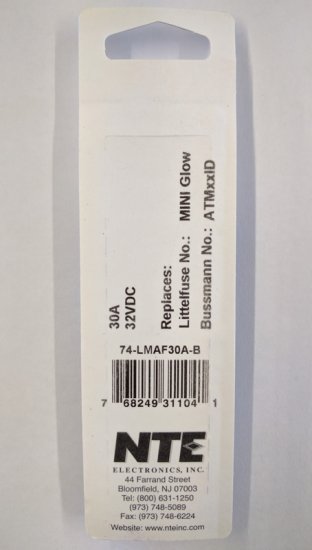 30A
32VDC
Replaces:
Littelfuse No.: MINI Glow
Bussmann No.: ATMxxID
74-LMAF30A-B
7 68249 31104 1
NTE
ELECTRONICS, INC.
44 Farrand Street
Bloomfield, NJ 07003
Tel: (800) 631-1250
(973) 748-5089
Fax: (973) 748-6224
Website: www.nteinc.com